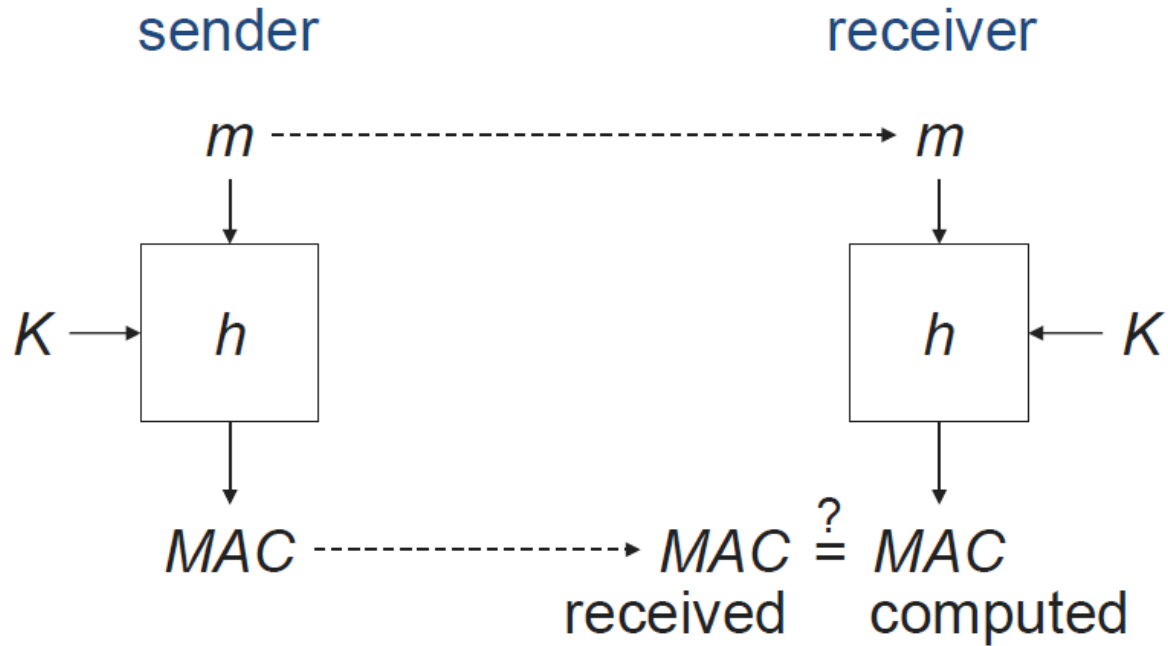 sender receiver
m m
K h h K
?
MAC MAC = MAC
received computed